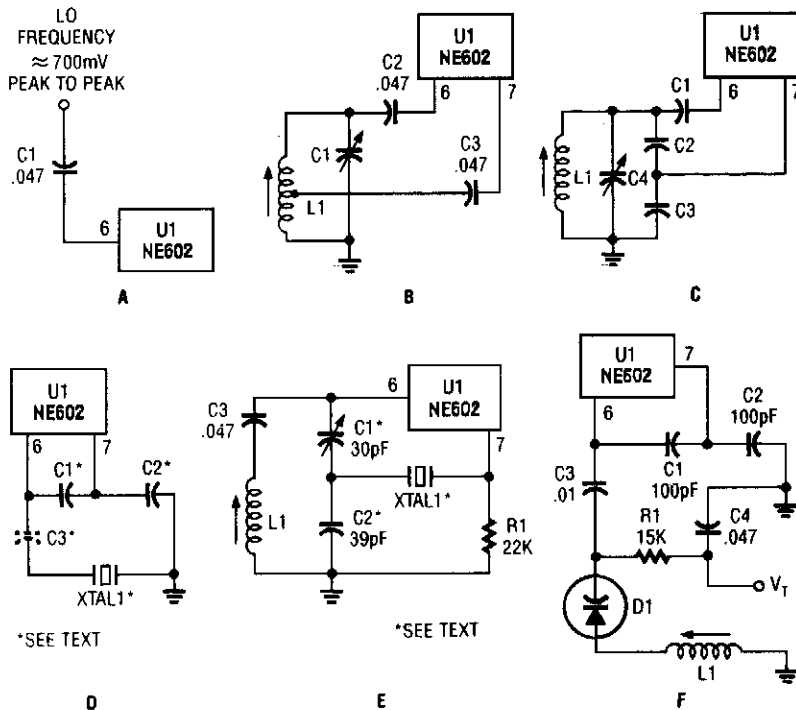 LO
FREQUENCY
≈ 700mV
PEAK TO PEAK
C1
.047
6
U1
NE602
A
U1
NE602
6
7
C2
.047
C1
C3
.047
L1
B
U1
NE602
6
7
C1
C2
L1
C4
C3
C
U1
NE602
6
7
C1*
C2*
C3*
XTAL1*
*SEE TEXT
D
U1
NE602
6
7
C3
.047
C1*
30pF
L1
C2*
39pF
XTAL1*
R1
22K
*SEE TEXT
E
U1
NE602
7
6
C2
100pF
C3
.01
C1
100pF
R1
15K
C4
.047
VT
D1
L1
F